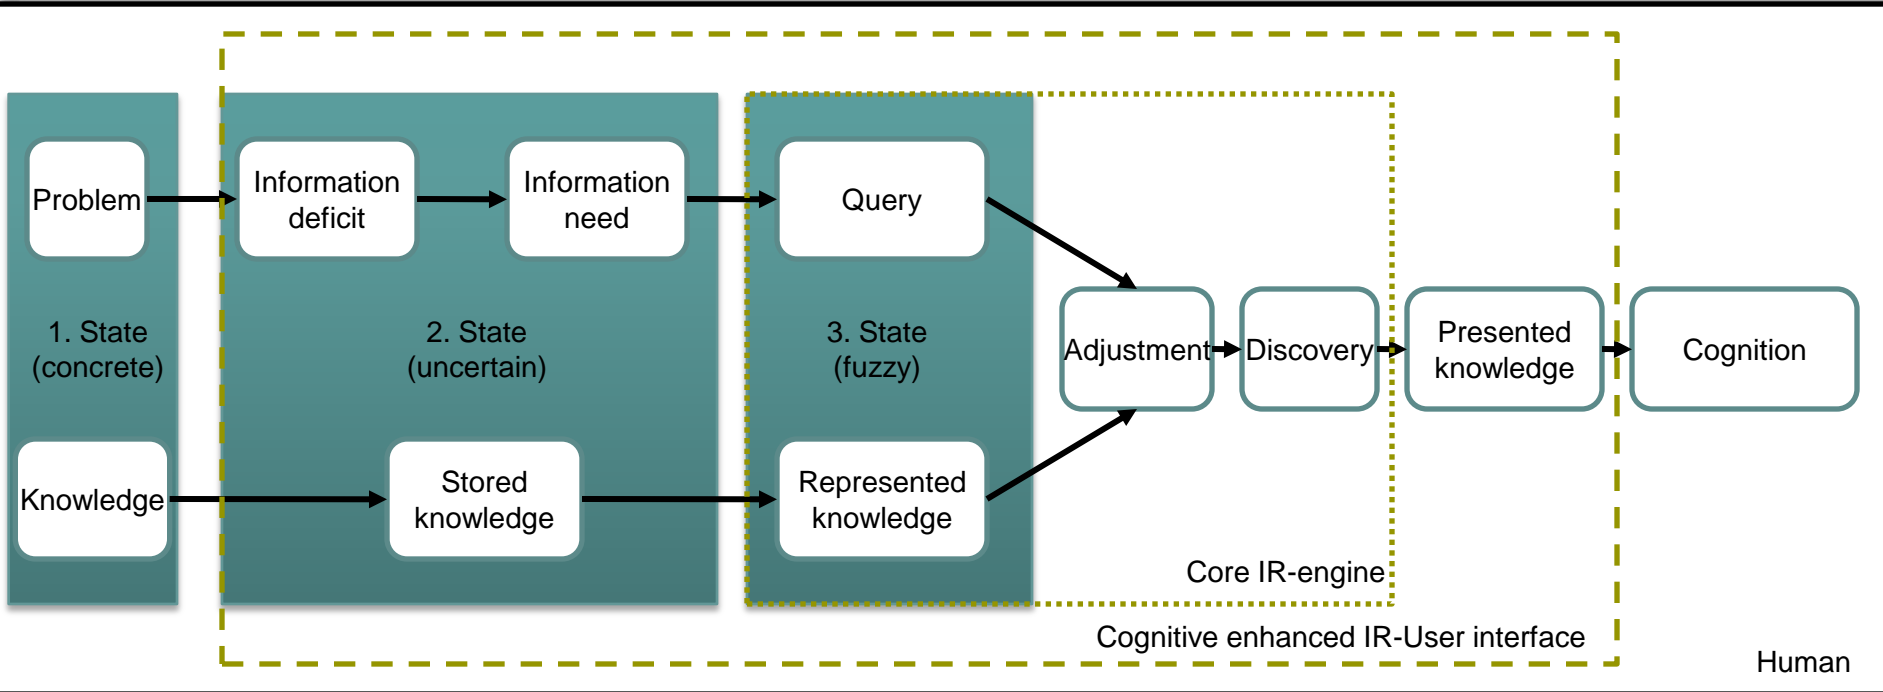 Problem
Information
deficit
Information
need
Query
1. State
(concrete)
2. State
(uncertain)
3. State
(fuzzy)
Adjustment
Discovery
Presented
knowledge
Cognition
Knowledge
Stored
knowledge
Represented
knowledge
Core IR-engine
Cognitive enhanced IR-User interface
Human